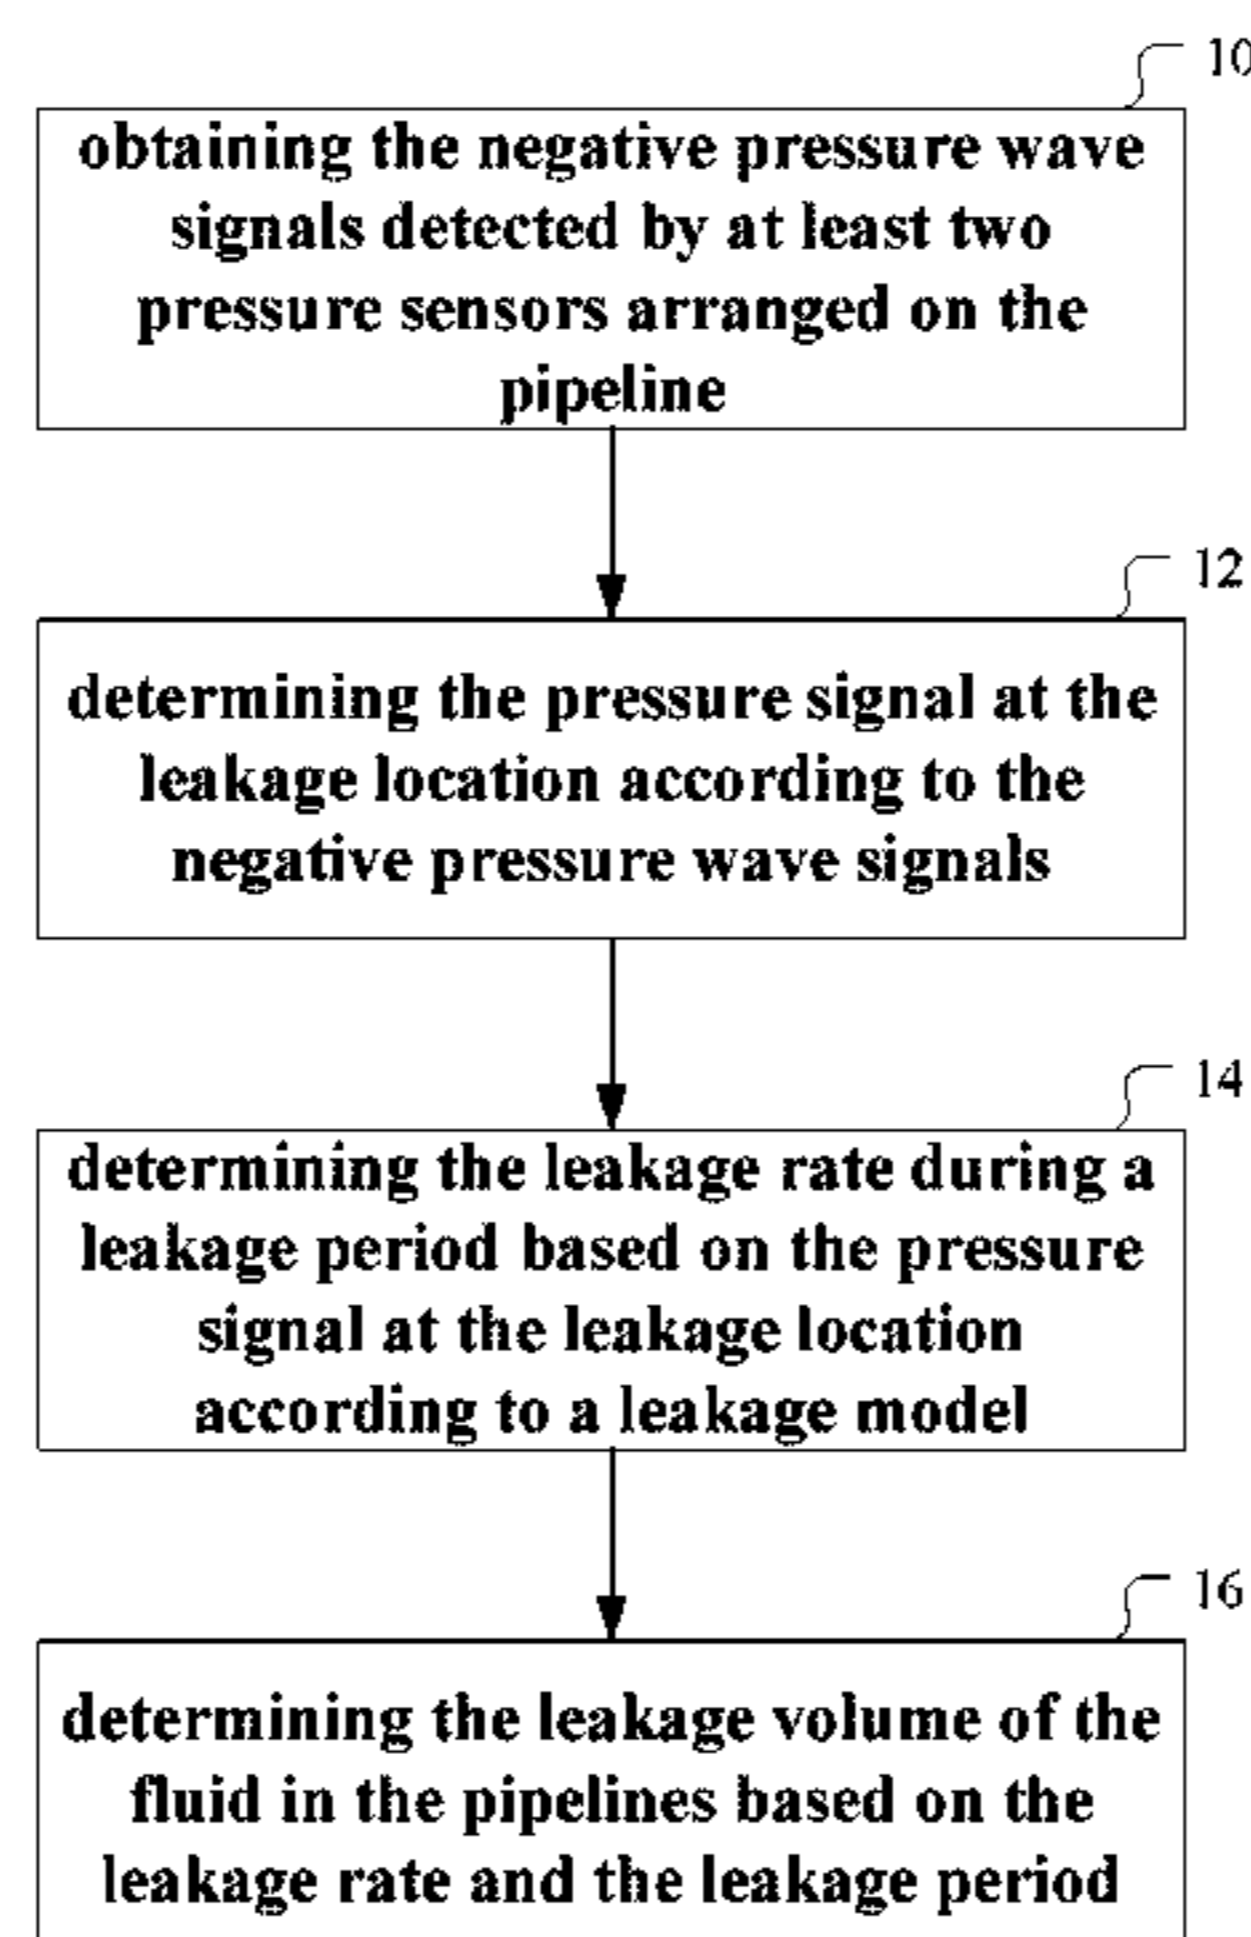 10
obtaining the negative pressure wave
signals detected by at least two
pressure sensors arranged on the
pipeline
12
determining the pressure signal at the
leakage location according to the
negative pressure wave signals
14
determining the leakage rate during a
leakage period based on the pressure
signal at the leakage location
according to a leakage model
16
determining the leakage volume of the
fluid in the pipelines based on the
leakage rate and the leakage period